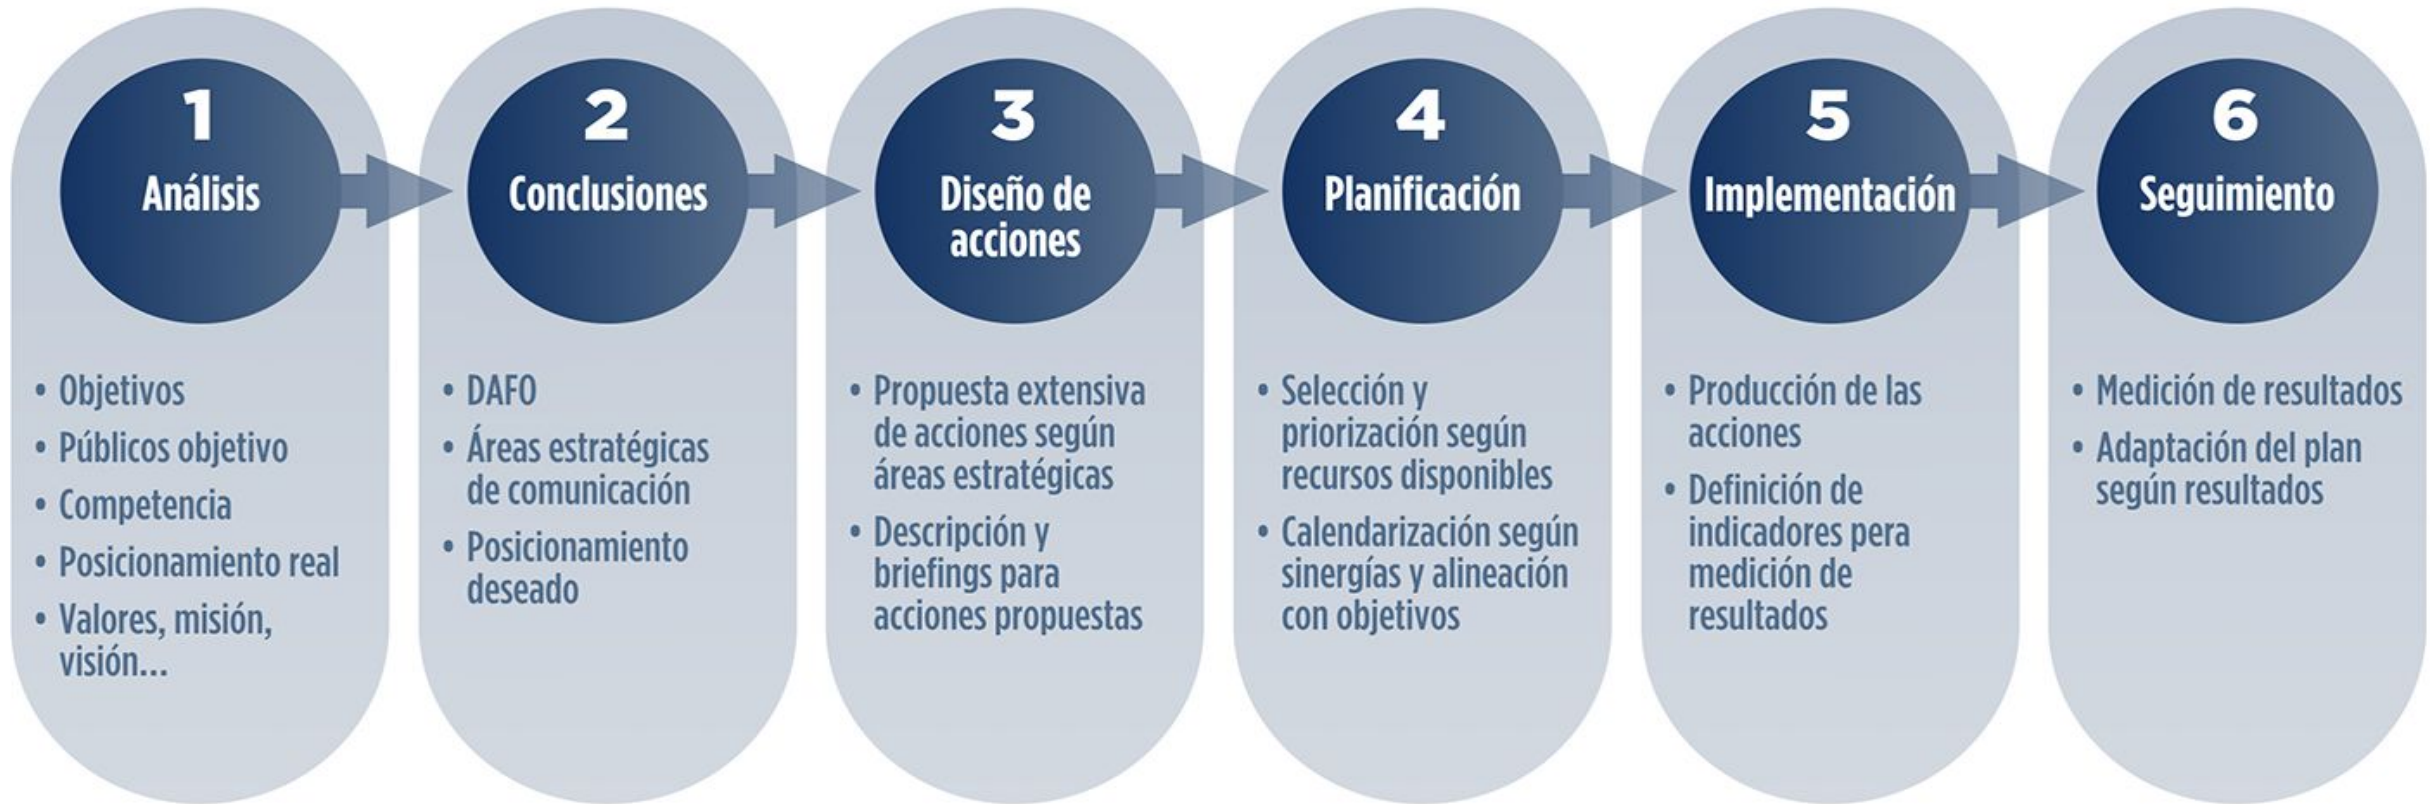 1
Análisis
• Objetivos
• Públicos objetivo
• Competencia
• Posicionamiento real
• Valores, misión,
visión...
2
Conclusiones
• DAFO
• Áreas estratégicas
de comunicación
• Posicionamiento
deseado
3
Diseño de
acciones
• Propuesta extensiva
de acciones según
áreas estratégicas
• Descripción y
briefings para
acciones propuestas
4
Planificación
• Selección y
priorización según
recursos disponibles
• Calendarización según
sinergías y alineación
con objetivos
5
Implementación
• Producción de las
acciones
• Definición de
indicadores pera
medición de
resultados
6
Seguimiento
• Medición de resultados
• Adaptación del plan
según resultados